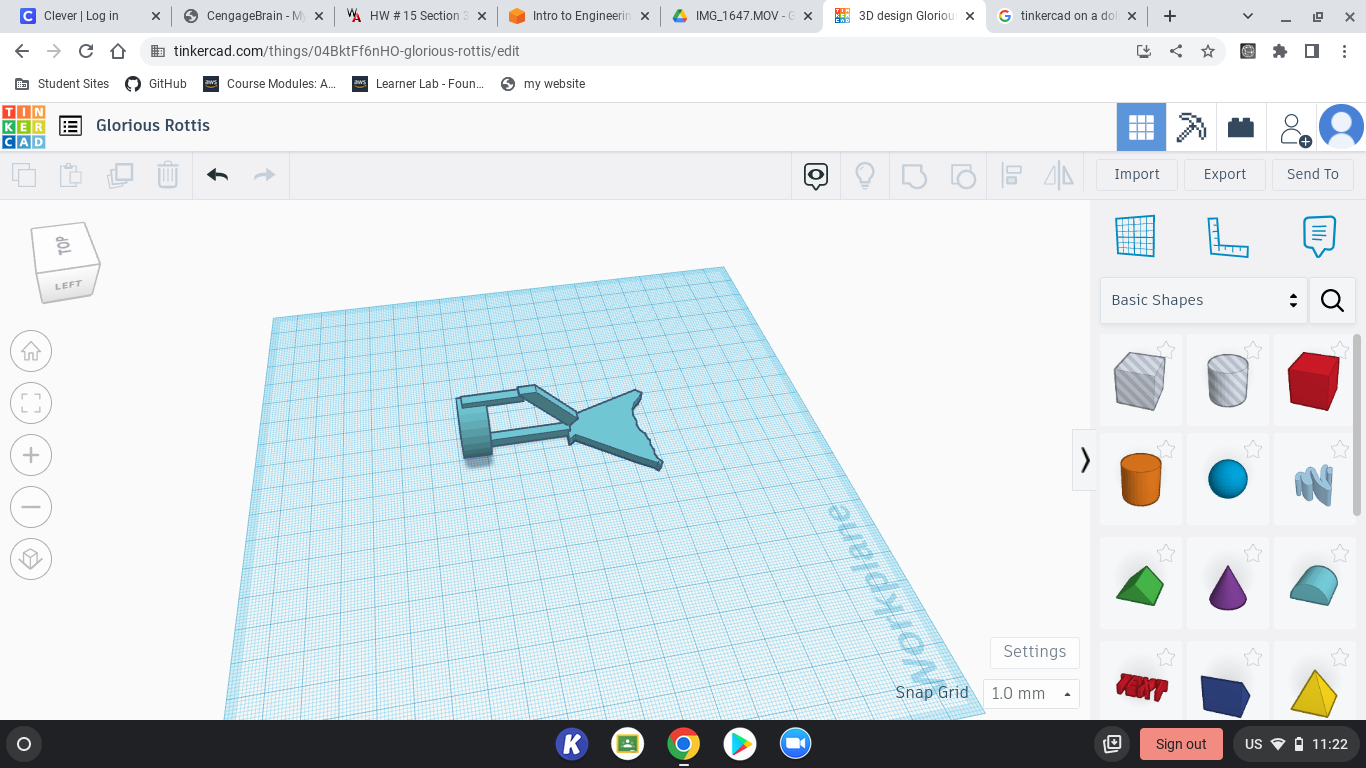 Clever | Log in
CengageBrain - My
HW # 15 Section 3
Intro to Engineerin
IMG_1647.MOV - G
3D design Gloriou
tinkercad on a do
tinkercad.com/things/04BktFf6nHO-glorious-rottis/edit
Student Sites
GitHub
Course Modules: A...
Learner Lab - Foun...
my website
TIN
KER
CAD
Glorious Rottis
Import
Export
Send To
TOP
LEFT
Basic Shapes
Workplane
TEXT
Settings
Snap Grid
1.0 mm
Sign out
US
11:22